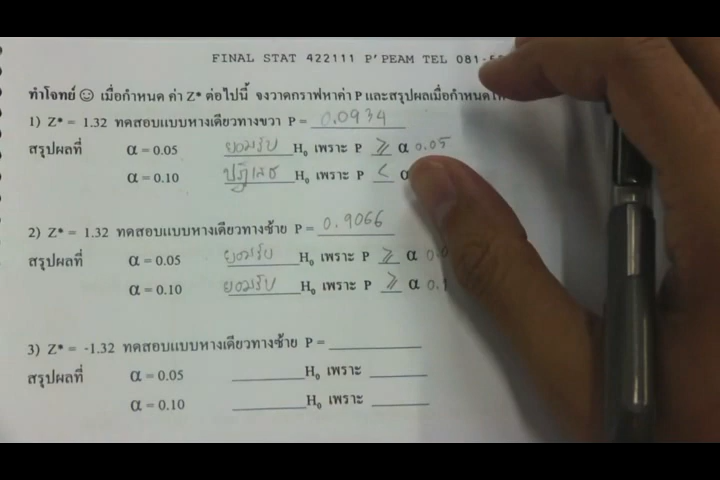 FINAL STAT 422111 P'PEAM TEL 081-5
ทำโจทย์ ☺ เมื่อกำหนด ค่า Z* ต่อไปนี้ จงวาดกราฟหาค่า P และสรุปผลเมื่อกำหนดให้
1) Z* = 1.32 ทดสอบแบบหางเดียวทางขวา P = 0.0934
สรุปผลที่ α = 0.05 ยอมรับ H₀ เพราะ P ≥ α 0.05
α = 0.10 ปฏิเสธ H₀ เพราะ P < α
2) Z* = 1.32 ทดสอบแบบหางเดียวทางซ้าย P = 0.9066
สรุปผลที่ α = 0.05 ยอมรับ H₀ เพราะ P ≥ α 0.0
α = 0.10 ยอมรับ H₀ เพราะ P ≥ α 0.1
3) Z* = -1.32 ทดสอบแบบหางเดียวทางซ้าย P =
สรุปผลที่ α = 0.05 H₀ เพราะ
α = 0.10 H₀ เพราะ